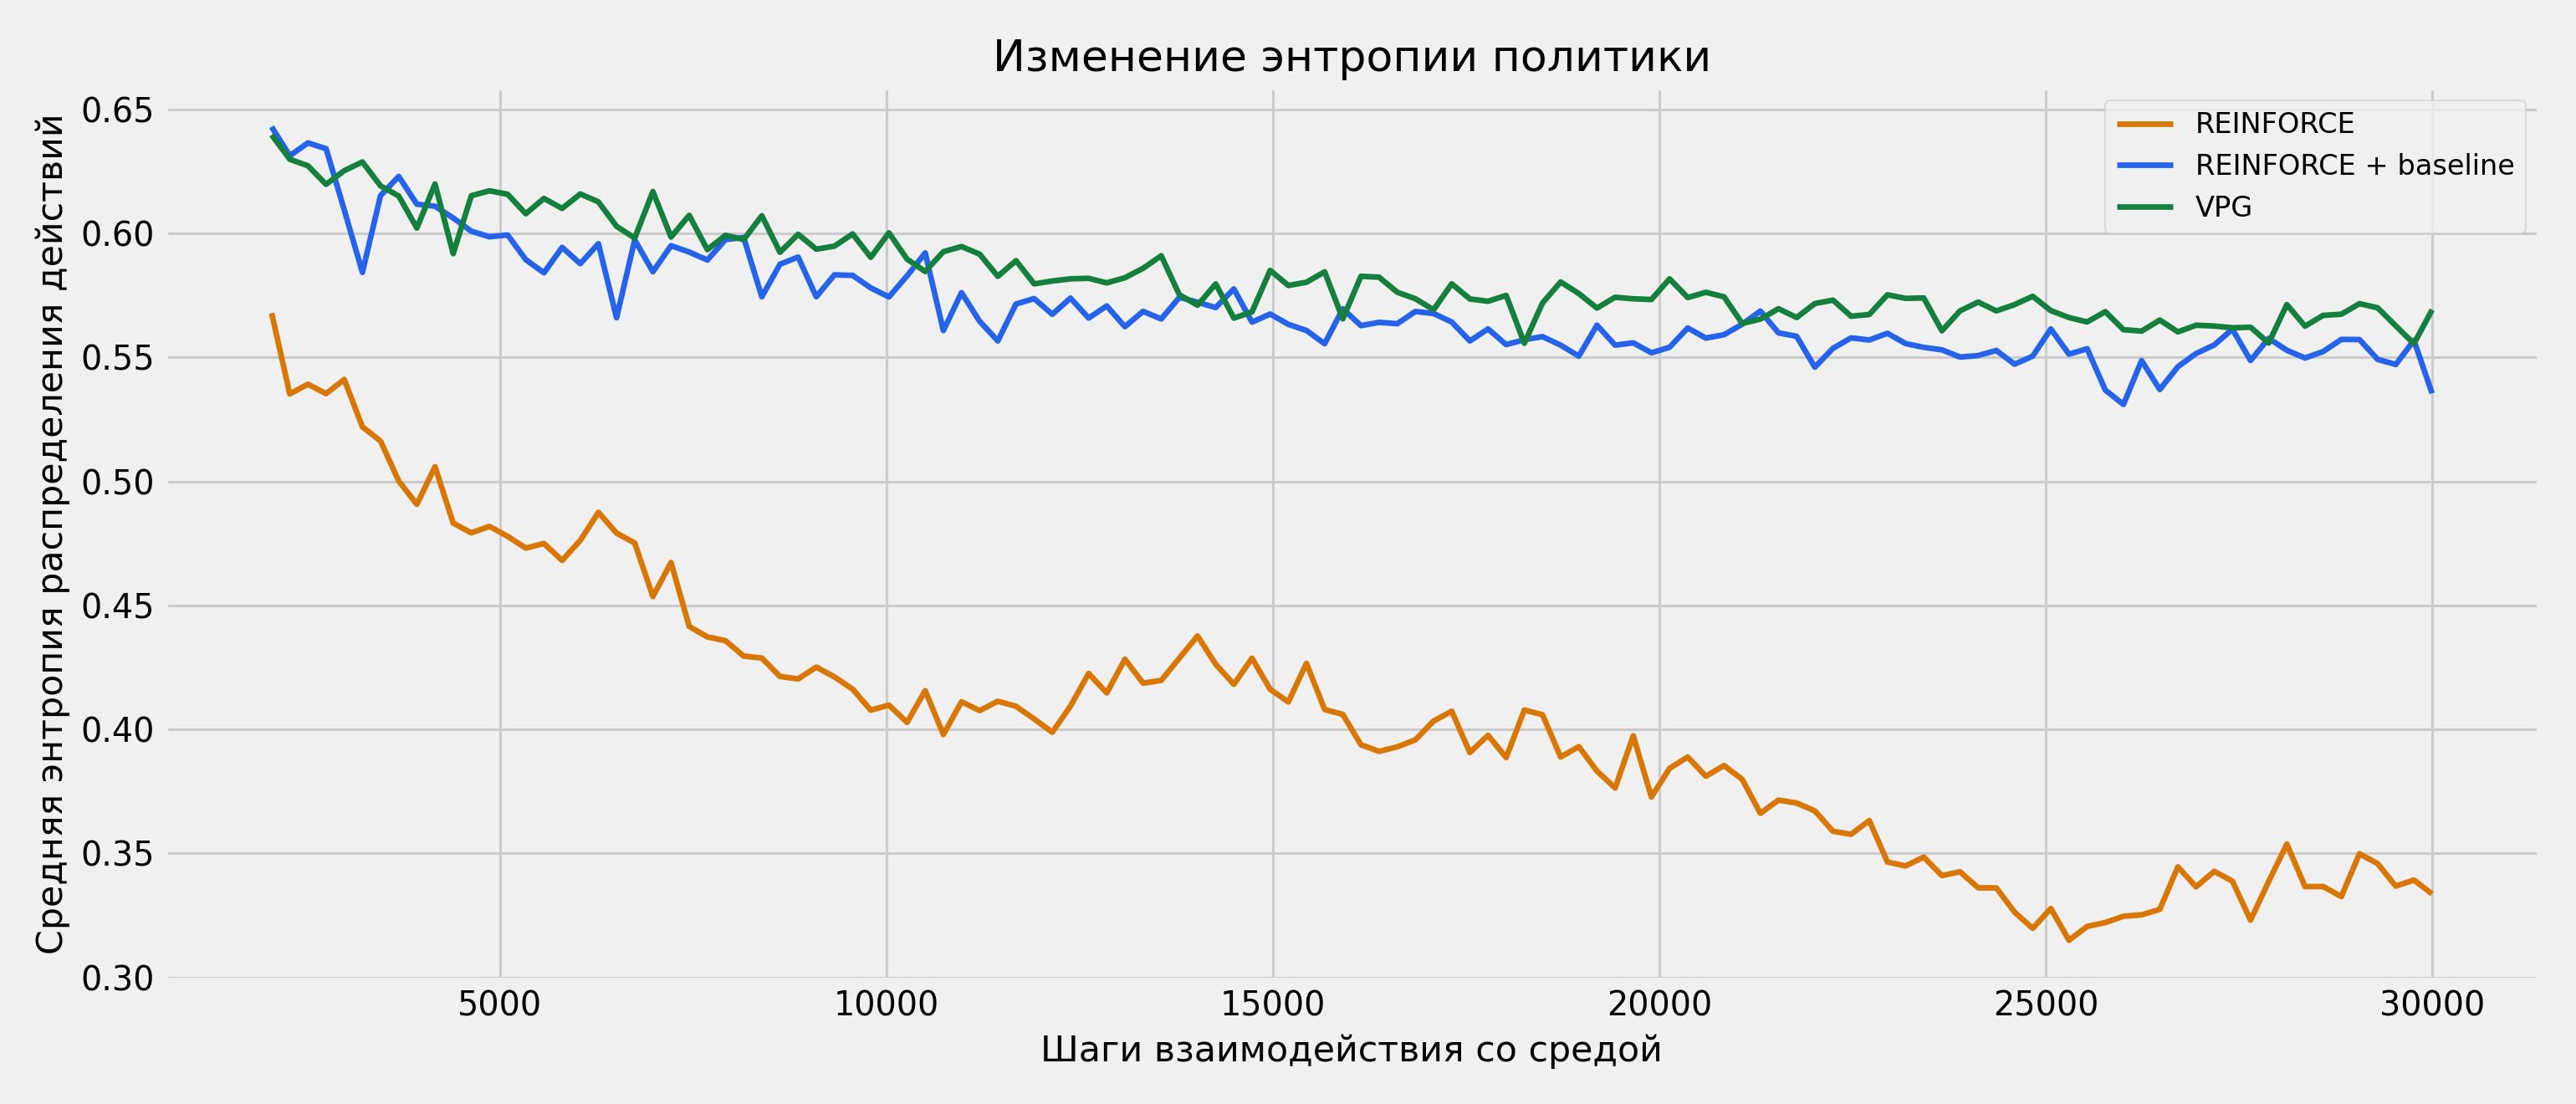 Изменение энтропии политики
Средняя энтропия распределения действий
0.65
0.60
0.55
0.50
0.45
0.40
0.35
0.30
REINFORCE
REINFORCE + baseline
VPG
5000 10000 15000 20000 25000 30000
Шаги взаимодействия со средой